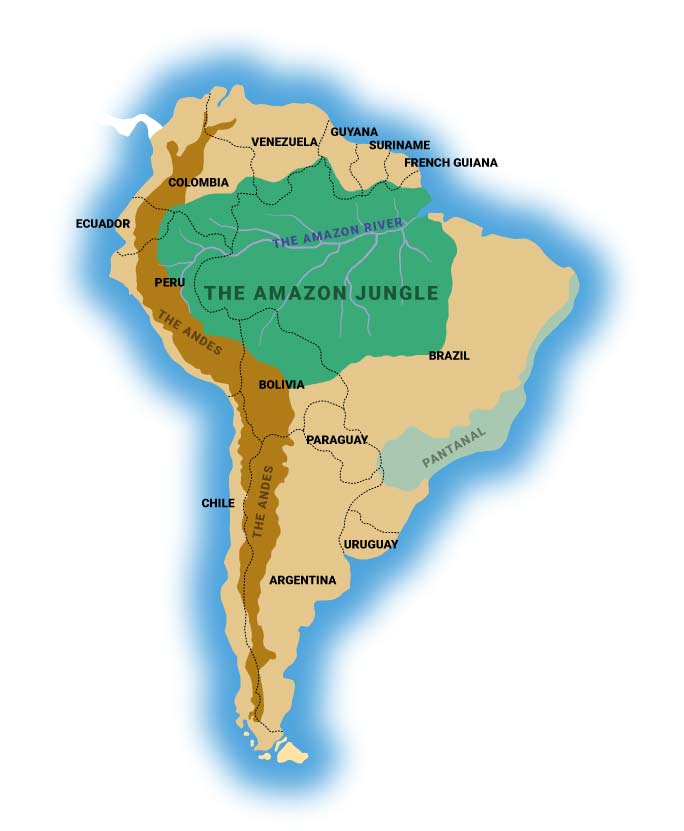 VENEZUELA
GUYANA
SURINAME
FRENCH GUIANA
COLOMBIA
ECUADOR
THE AMAZON RIVER
PERU
THE AMAZON JUNGLE
THE ANDES
BRAZIL
BOLIVIA
PARAGUAY
PANTANAL
CHILE
THE ANDES
URUGUAY
ARGENTINA